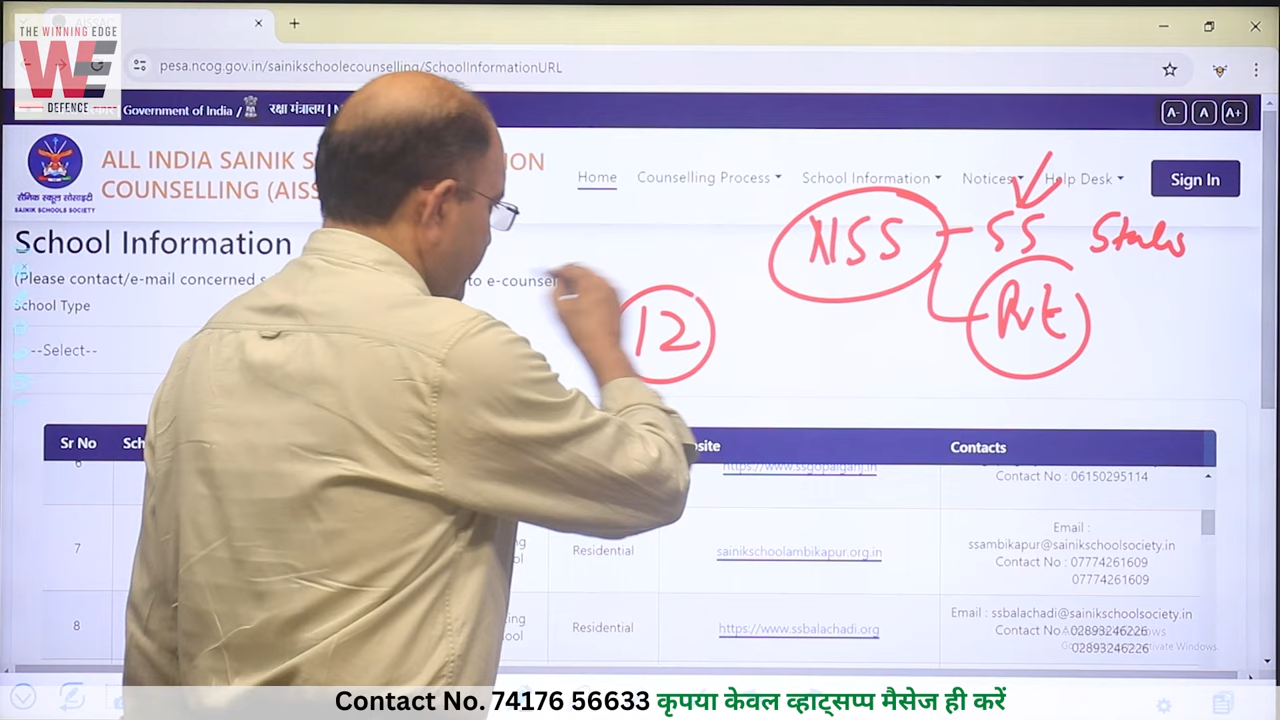 THE WINNING EDGE
WE
DEFENCE
pesa.ncog.gov.in/sainikschoolecounselling/SchoolInformationURL
Government of India / रक्षा मंत्रालय |
A- A A+
ALL INDIA SAINIK S
COUNSELLING (AISS
सैनिक स्कूल सोसाइटी
SAINIK SCHOOLS SOCIETY
Home Counselling Process School Information Notices Help Desk Sign In
NSS - SS
Pvt
12
School Information
(Please contact/e-mail concerned to e-counsel
School Type
--Select--
Sr No Sch site Contacts
6 https://www.ssgopalganj.in Contact No : 06150295114
7 Residential sainikschoolambikapur.org.in Email :
ssambikapur@sainikschoolsociety.in
Contact No : 07774261609
07774261609
8 Residential https://www.ssbalachadi.org Email : ssbalachadi@sainikschoolsociety.in
Contact No : 02893246226
02893246226
Contact No. 74176 56633 कृपया केवल व्हाट्सप्प मैसेज ही करें